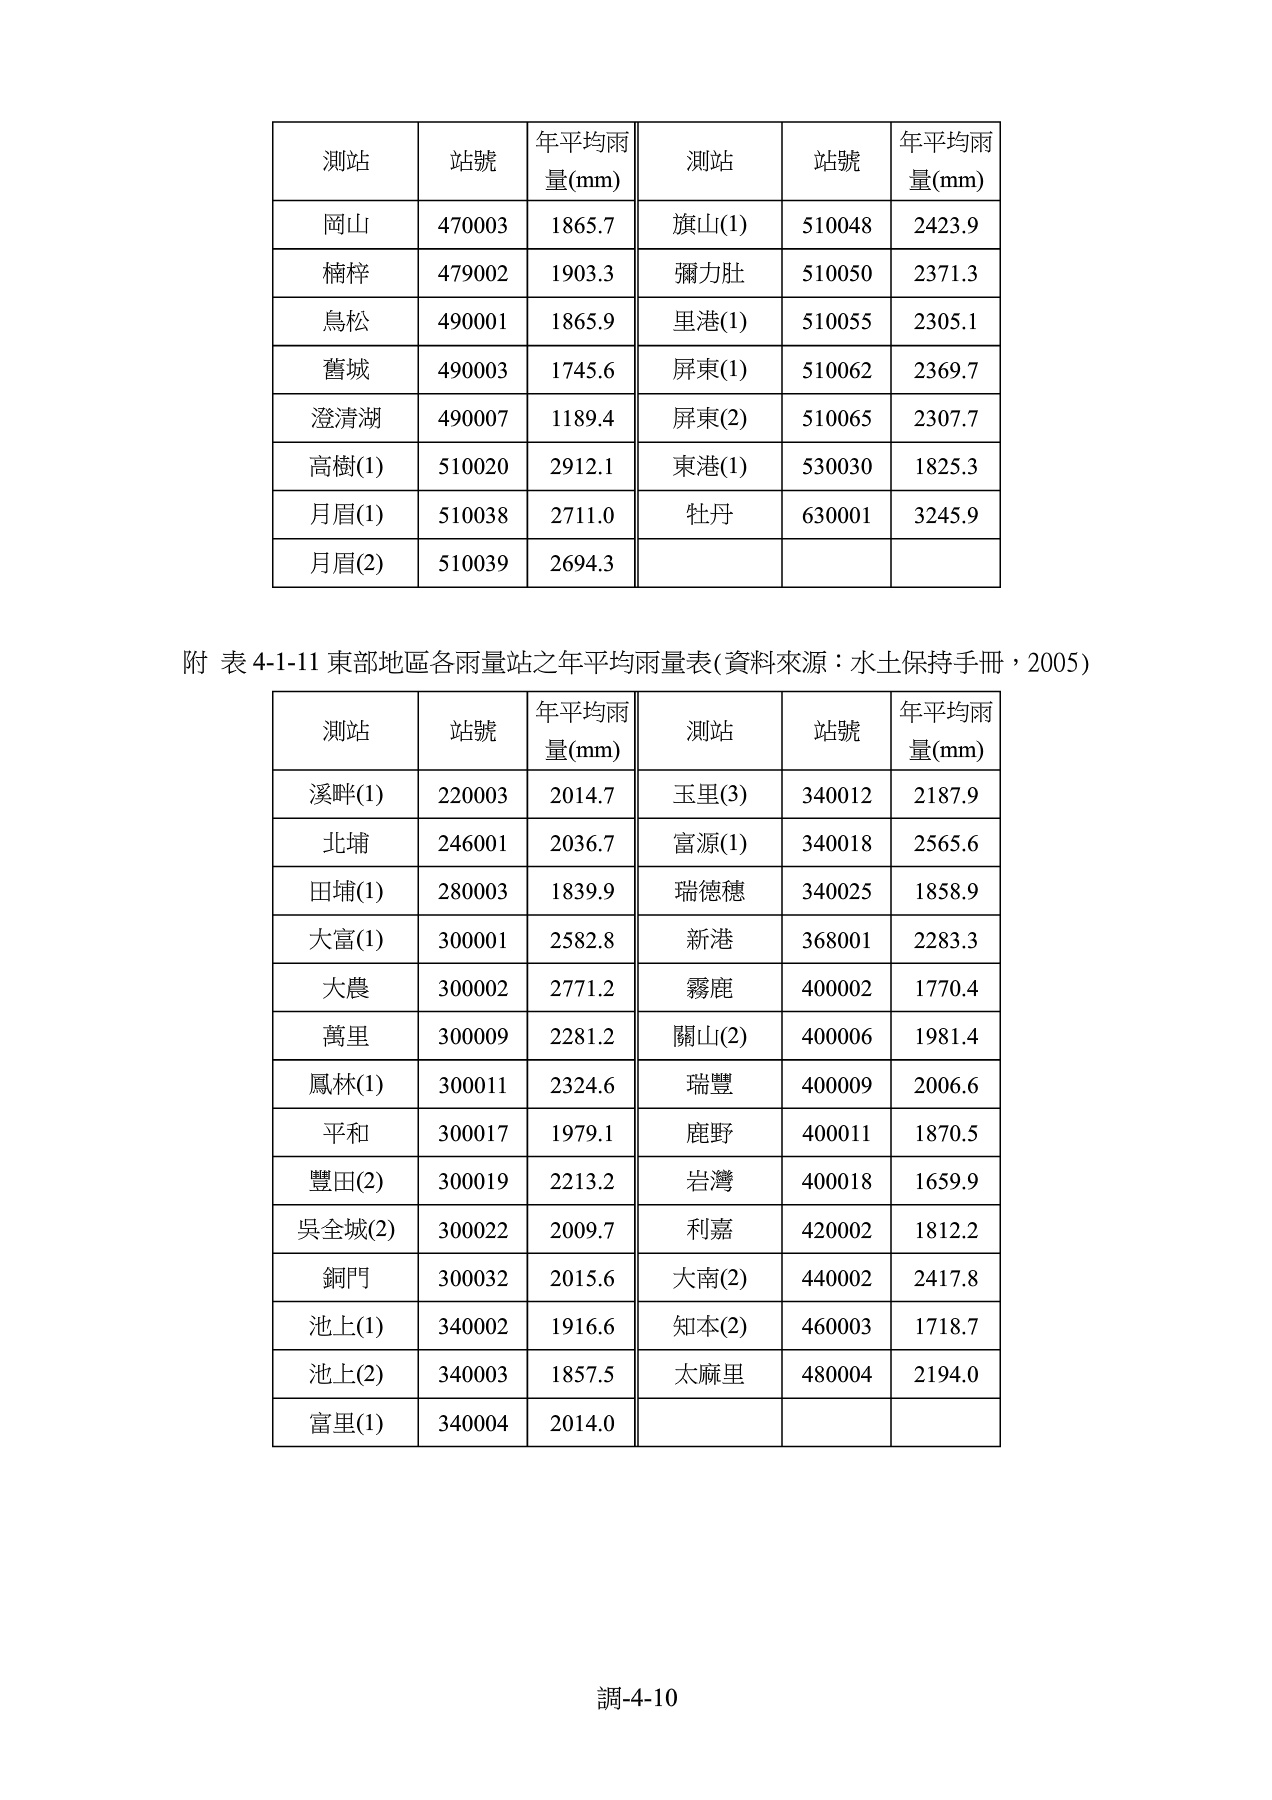 測站 站號 年平均雨量(mm) 測站 站號 年平均雨量(mm)
岡山 470003 1865.7 旗山(1) 510048 2423.9
楠梓 479002 1903.3 彌力肚 510050 2371.3
鳥松 490001 1865.9 里港(1) 510055 2305.1
舊城 490003 1745.6 屏東(1) 510062 2369.7
澄清湖 490007 1189.4 屏東(2) 510065 2307.7
高樹(1) 510020 2912.1 東港(1) 530030 1825.3
月眉(1) 510038 2711.0 牡丹 630001 3245.9
月眉(2) 510039 2694.3
附 表 4-1-11 東部地區各雨量站之年平均雨量表(資料來源：水土保持手冊，2005)
測站 站號 年平均雨量(mm) 測站 站號 年平均雨量(mm)
溪畔(1) 220003 2014.7 玉里(3) 340012 2187.9
北埔 246001 2036.7 富源(1) 340018 2565.6
田埔(1) 280003 1839.9 瑞德穗 340025 1858.9
大富(1) 300001 2582.8 新港 368001 2283.3
大農 300002 2771.2 霧鹿 400002 1770.4
萬里 300009 2281.2 關山(2) 400006 1981.4
鳳林(1) 300011 2324.6 瑞豐 400009 2006.6
平和 300017 1979.1 鹿野 400011 1870.5
豐田(2) 300019 2213.2 岩灣 400018 1659.9
吳全城(2) 300022 2009.7 利嘉 420002 1812.2
銅門 300032 2015.6 大南(2) 440002 2417.8
池上(1) 340002 1916.6 知本(2) 460003 1718.7
池上(2) 340003 1857.5 太麻里 480004 2194.0
富里(1) 340004 2014.0
調-4-10